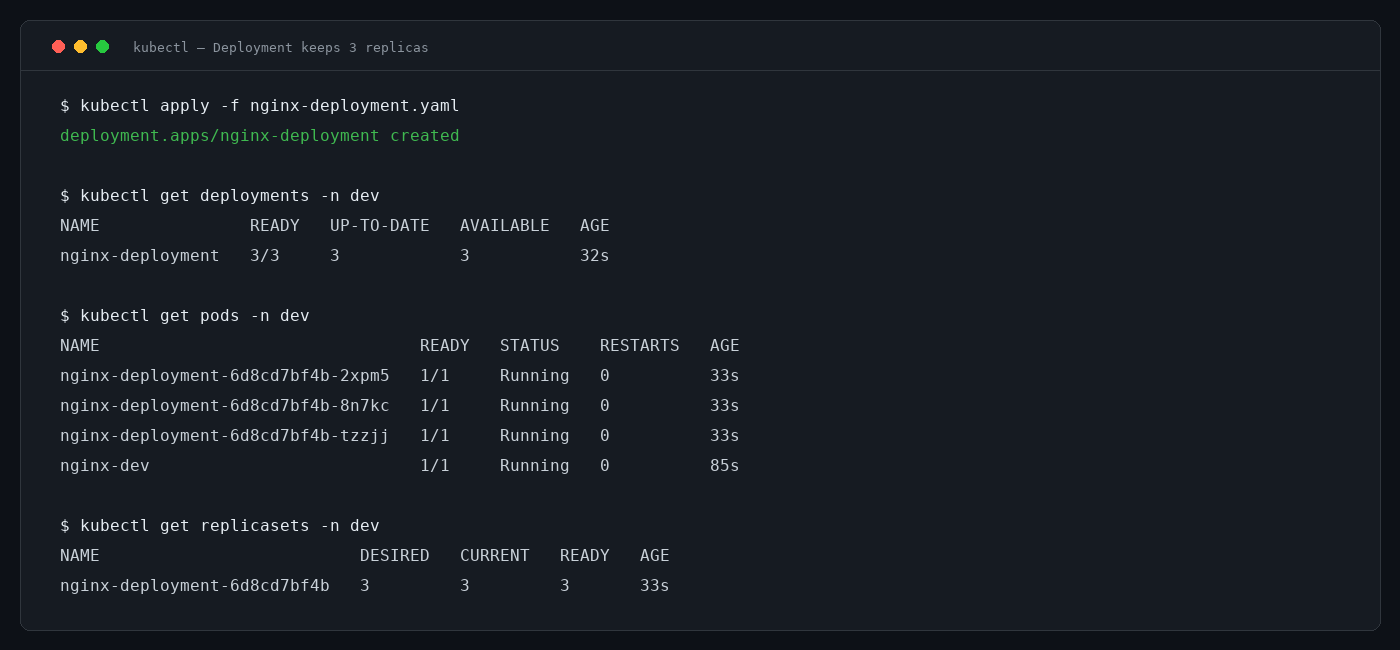 kubectl — Deployment keeps 3 replicas
$ kubectl apply -f nginx-deployment.yaml
deployment.apps/nginx-deployment created
$ kubectl get deployments -n dev
NAME               READY   UP-TO-DATE   AVAILABLE   AGE
nginx-deployment   3/3     3            3           32s
$ kubectl get pods -n dev
NAME                                READY   STATUS    RESTARTS   AGE
nginx-deployment-6d8cd7bf4b-2xpm5   1/1     Running   0          33s
nginx-deployment-6d8cd7bf4b-8n7kc   1/1     Running   0          33s
nginx-deployment-6d8cd7bf4b-tzzjj   1/1     Running   0          33s
nginx-dev                           1/1     Running   0          85s
$ kubectl get replicasets -n dev
NAME                          DESIRED   CURRENT   READY   AGE
nginx-deployment-6d8cd7bf4b   3         3         3       33s